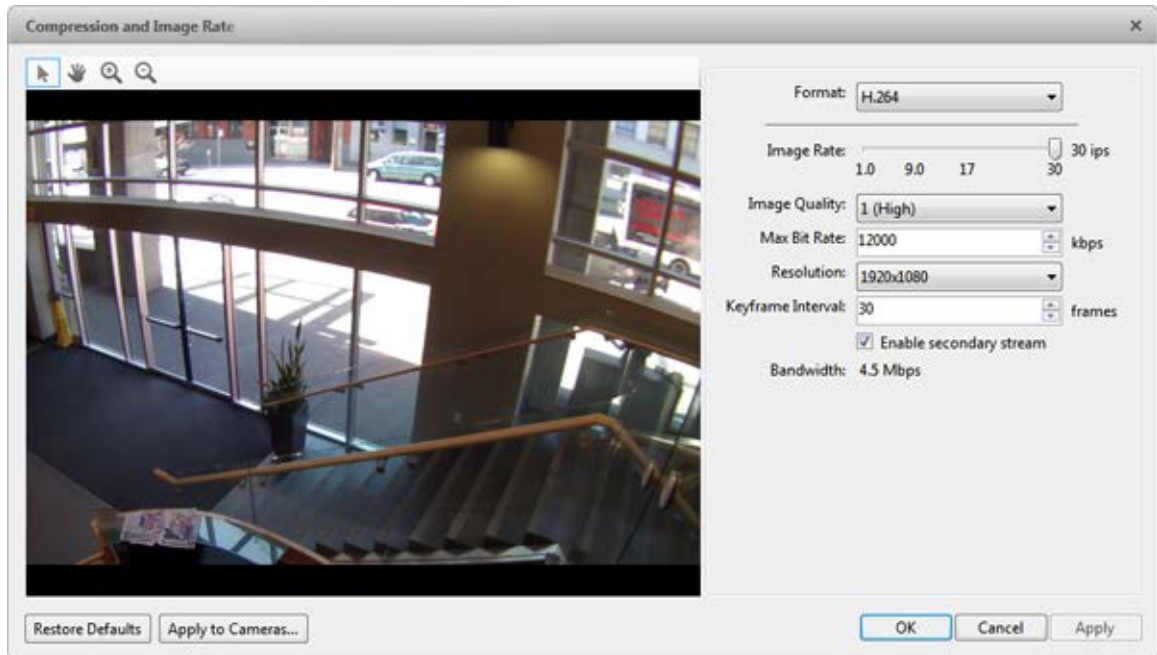 Compression and Image Rate
Format: H.264
Image Rate: 30 ips
1.0 9.0 17 30
Image Quality: 1 (High)
Max Bit Rate: 12000 kbps
Resolution: 1920x1080
Keyframe Interval: 30 frames
Enable secondary stream
Bandwidth: 4.5 Mbps
Restore Defaults Apply to Cameras... OK Cancel Apply